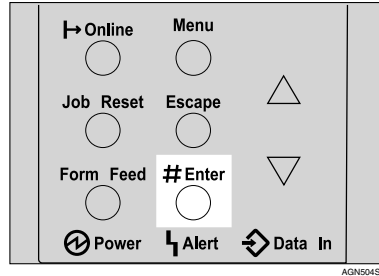 Online Menu
Job Reset Escape
Form Feed # Enter
Power Alert Data In
AGN504S